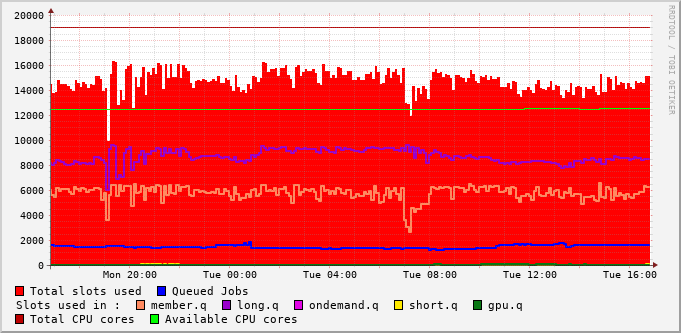 20000
18000
16000
14000
12000
10000
8000
6000
4000
2000
0
Mon 20:00 Tue 00:00 Tue 04:00 Tue 08:00 Tue 12:00 Tue 16:00
Total slots used Queued Jobs
Slots used in : member.q long.q ondemand.q short.q gpu.q
Total CPU cores Available CPU cores
RRDTOOL / TOBI OETIKER